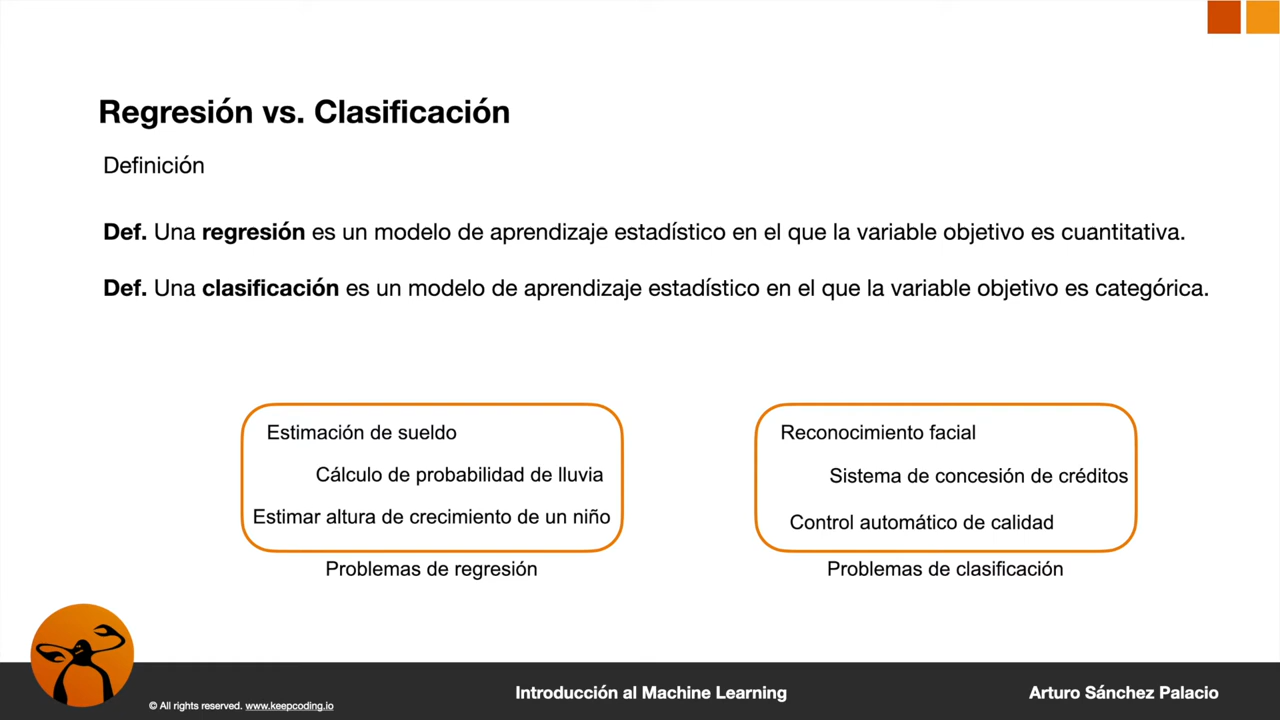 Regresión vs. Clasificación
Definición
Def. Una regresión es un modelo de aprendizaje estadístico en el que la variable objetivo es cuantitativa.
Def. Una clasificación es un modelo de aprendizaje estadístico en el que la variable objetivo es categórica.
Estimación de sueldo
Cálculo de probabilidad de lluvia
Estimar altura de crecimiento de un niño
Problemas de regresión
Reconocimiento facial
Sistema de concesión de créditos
Control automático de calidad
Problemas de clasificación
© All rights reserved. www.keepcoding.io
Introducción al Machine Learning
Arturo Sánchez Palacio